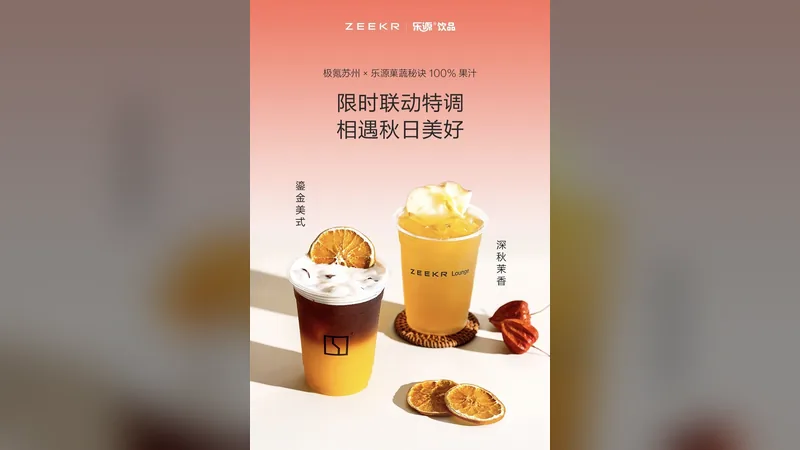 ZEEKR | 乐源®饮品
极氪苏州 × 乐源菓蔬秘诀 100% 果汁
限时联动特调
相遇秋日美好
鎏金美式
深秋茉香
ZEEKR Lounge